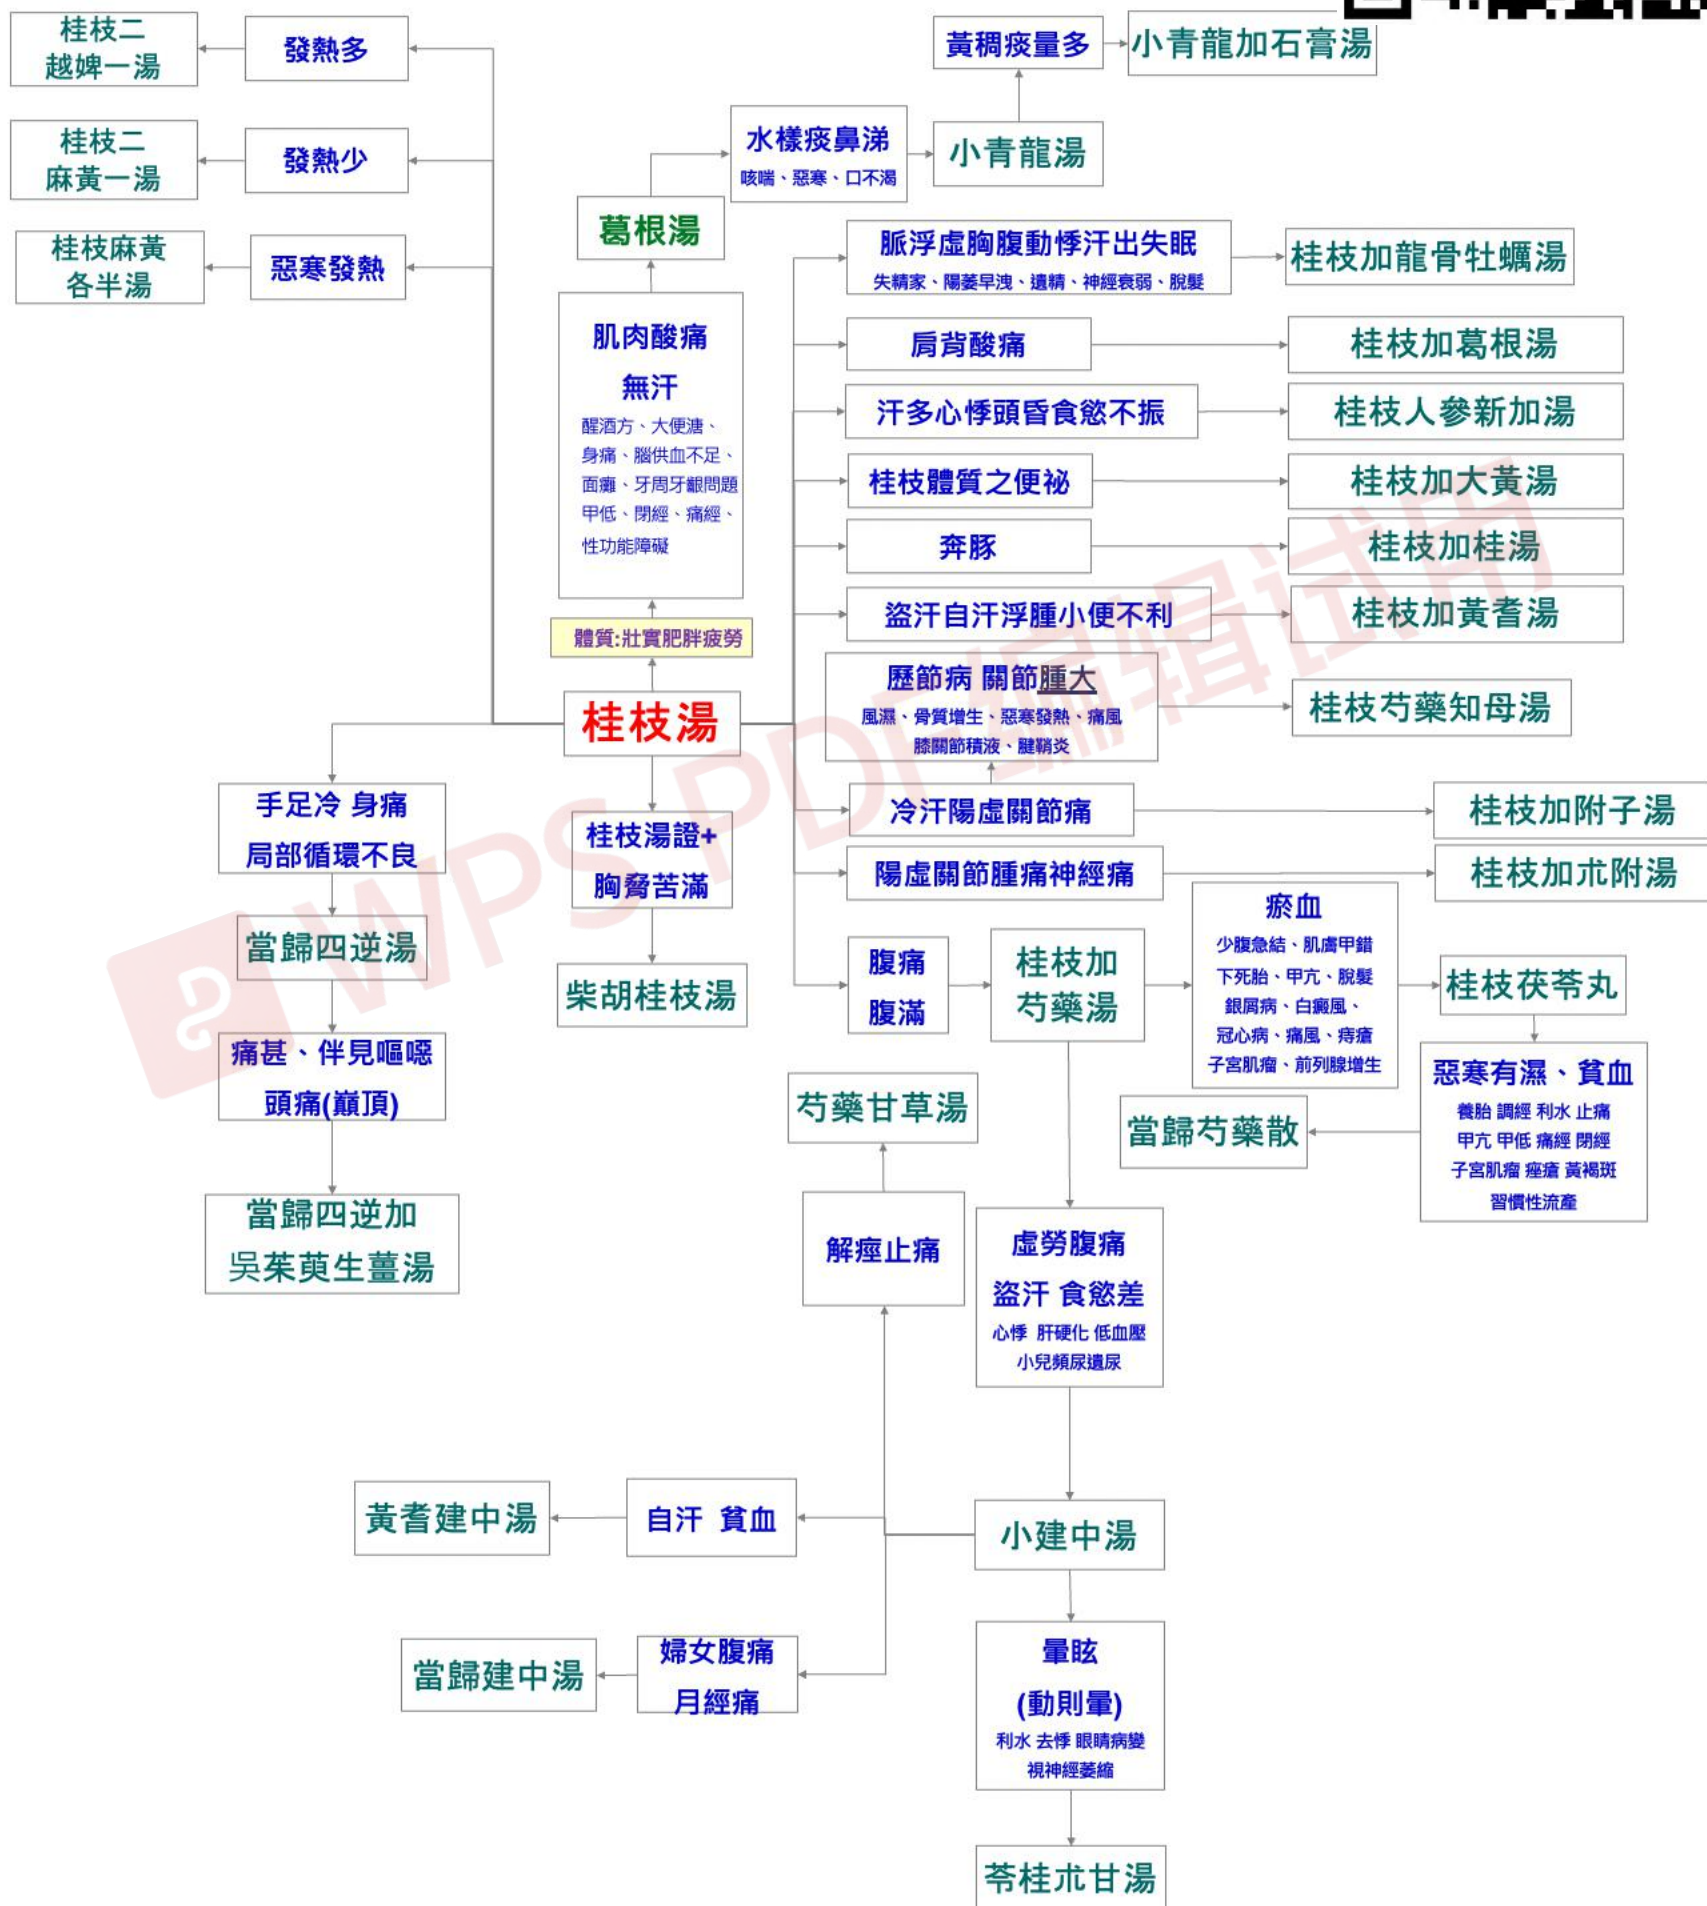 桂枝二
越婢一湯
發熱多
桂枝二
麻黃一湯
發熱少
桂枝麻黃
各半湯
惡寒發熱
黃稠痰量多
小青龍加石膏湯
水樣痰鼻涕
咳喘、惡寒、口不渴
小青龍湯
葛根湯
肌肉酸痛
無汗
醒酒方、大便溏、
身痛、腦供血不足、
面癱、牙周牙齦問題
甲低、閉經、痛經、
性功能障礙
體質:壯實肥胖疲勞
桂枝湯
脈浮虛胸腹動悸汗出失眠
失精家、陽萎早洩、遺精、神經衰弱、脫髮
桂枝加龍骨牡蠣湯
肩背酸痛
桂枝加葛根湯
汗多心悸頭昏食慾不振
桂枝人參新加湯
桂枝體質之便祕
桂枝加大黃湯
奔豚
桂枝加桂湯
盜汗自汗浮腫小便不利
桂枝加黃耆湯
歷節病 關節腫大
風濕、骨質增生、惡寒發熱、痛風
膝關節積液、腱鞘炎
桂枝芍藥知母湯
冷汗陽虛關節痛
桂枝加附子湯
陽虛關節腫痛神經痛
桂枝加朮附湯
手足冷 身痛
局部循環不良
當歸四逆湯
痛甚、伴見嘔噁
頭痛(巔頂)
當歸四逆加
吳茱萸生薑湯
桂枝湯證+
胸脅苦滿
柴胡桂枝湯
腹痛
腹滿
桂枝加
芍藥湯
瘀血
少腹急結、肌膚甲錯
下死胎、甲亢、脫髮
銀屑病、白癜風、
冠心病、痛風、痔瘡
子宮肌瘤、前列腺增生
桂枝茯苓丸
惡寒有濕、貧血
養胎 調經 利水 止痛
甲亢 甲低 痛經 閉經
子宮肌瘤 痤瘡 黃褐斑
習慣性流產
當歸芍藥散
芍藥甘草湯
解痙止痛
虛勞腹痛
盜汗 食慾差
心悸 肝硬化 低血壓
小兒頻尿遺尿
小建中湯
自汗 貧血
黃耆建中湯
婦女腹痛
月經痛
當歸建中湯
暈眩
(動則暈)
利水 去悸 眼睛病變
視神經萎縮
苓桂朮甘湯
WPS PDF编辑试用